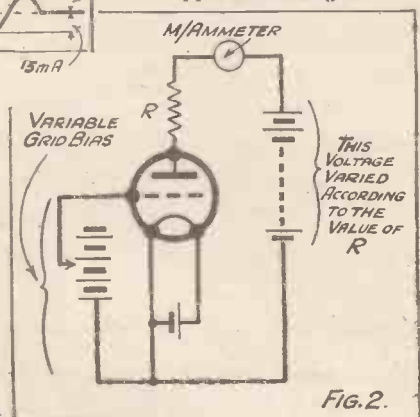 M/AMMETER
15mA
R
VARIABLE
GRID BIAS
THIS
VOLTAGE
VARIED
ACCORDING
TO THE
VALUE OF
R
FIG. 2.